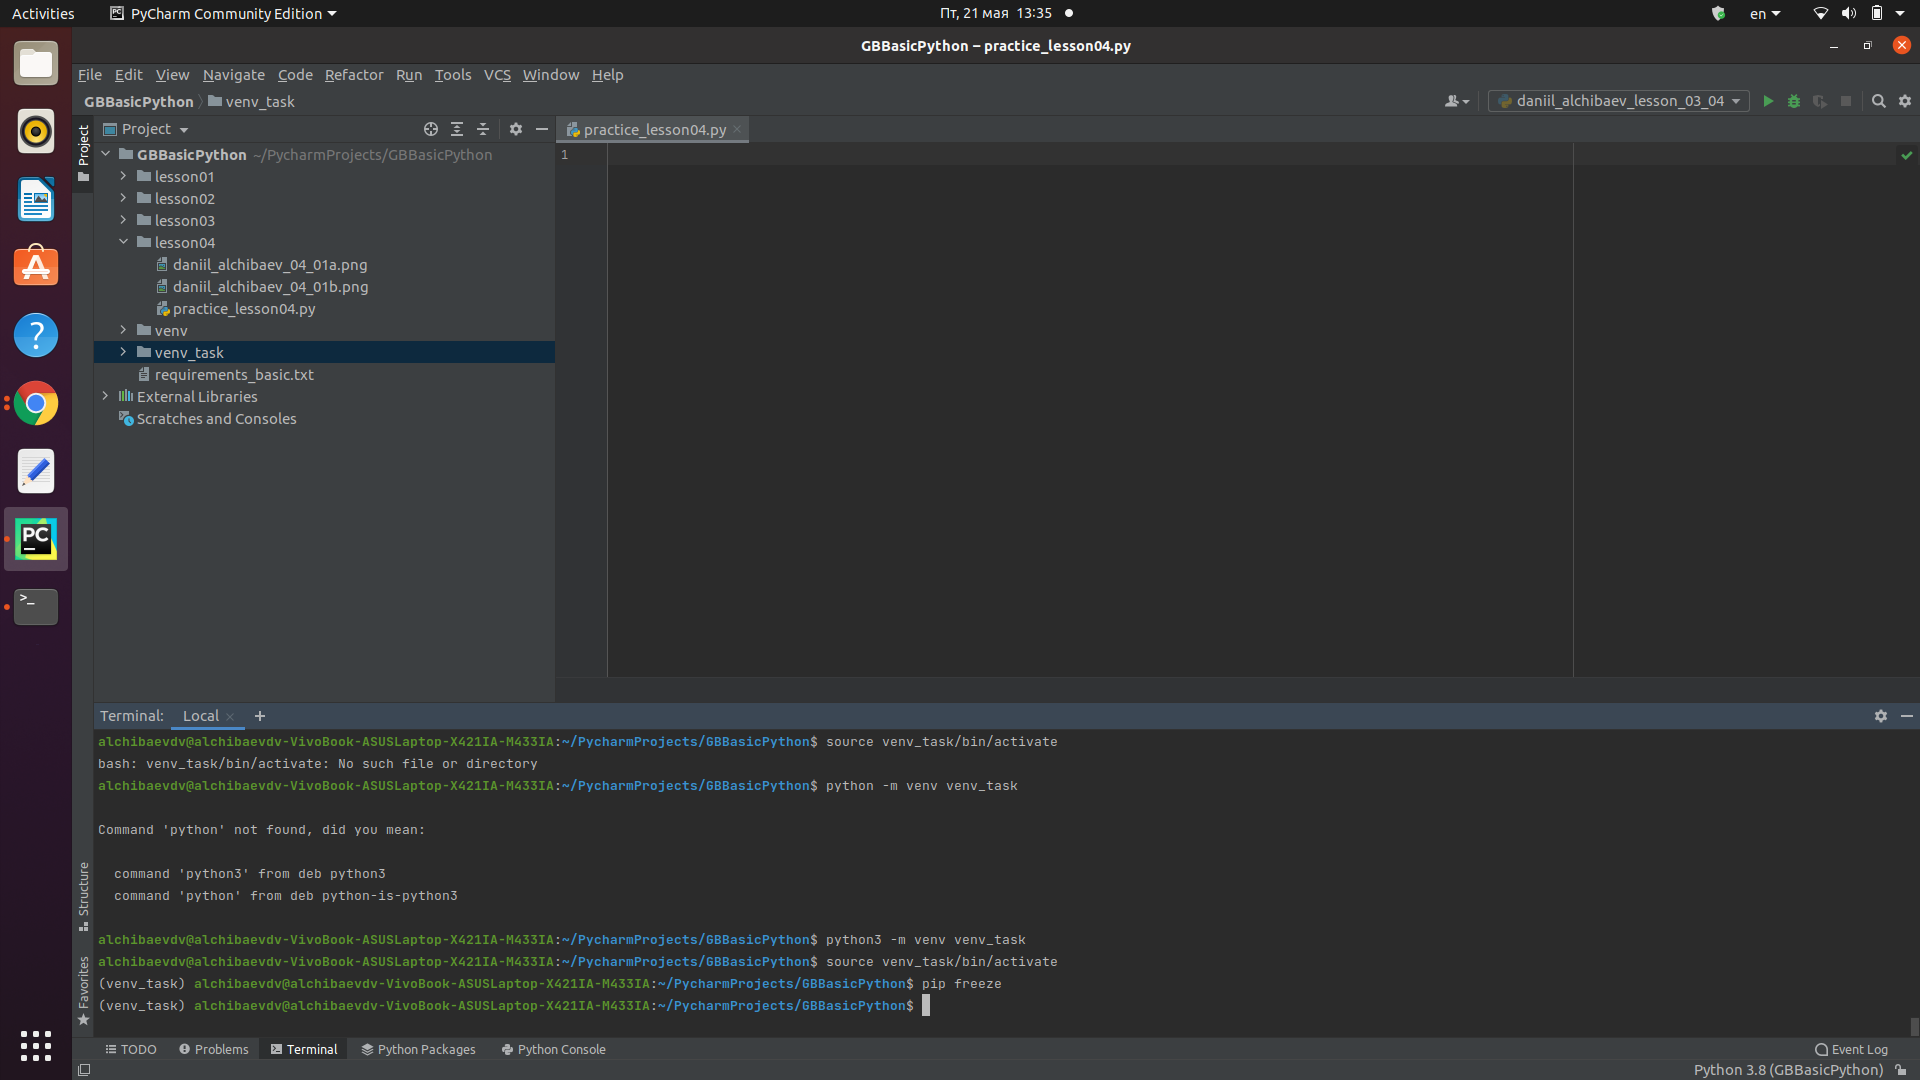 Activities PyCharm Community Edition Пт, 21 мая 13:35 en
GBBasicPython – practice_lesson04.py
File Edit View Navigate Code Refactor Run Tools VCS Window Help
GBBasicPython venv_task daniil_alchibaev_lesson_03_04
Project Project practice_lesson04.py
1
GBBasicPython ~/PycharmProjects/GBBasicPython
lesson01
lesson02
lesson03
lesson04
daniil_alchibaev_04_01a.png
daniil_alchibaev_04_01b.png
practice_lesson04.py
venv
venv_task
requirements_basic.txt
External Libraries
Scratches and Consoles
PC
Terminal: Local
alchibaevdv@alchibaevdv-VivoBook-ASUSLaptop-X421IA-M433IA:~/PycharmProjects/GBBasicPython$ source venv_task/bin/activate
bash: venv_task/bin/activate: No such file or directory
alchibaevdv@alchibaevdv-VivoBook-ASUSLaptop-X421IA-M433IA:~/PycharmProjects/GBBasicPython$ python -m venv venv_task
Command 'python' not found, did you mean:
command 'python3' from deb python3
command 'python' from deb python-is-python3
alchibaevdv@alchibaevdv-VivoBook-ASUSLaptop-X421IA-M433IA:~/PycharmProjects/GBBasicPython$ python3 -m venv venv_task
alchibaevdv@alchibaevdv-VivoBook-ASUSLaptop-X421IA-M433IA:~/PycharmProjects/GBBasicPython$ source venv_task/bin/activate
(venv_task) alchibaevdv@alchibaevdv-VivoBook-ASUSLaptop-X421IA-M433IA:~/PycharmProjects/GBBasicPython$ pip freeze
(venv_task) alchibaevdv@alchibaevdv-VivoBook-ASUSLaptop-X421IA-M433IA:~/PycharmProjects/GBBasicPython$
Structure
Favorites
TODO Problems Terminal Python Packages Python Console Event Log
Python 3.8 (GBBasicPython)